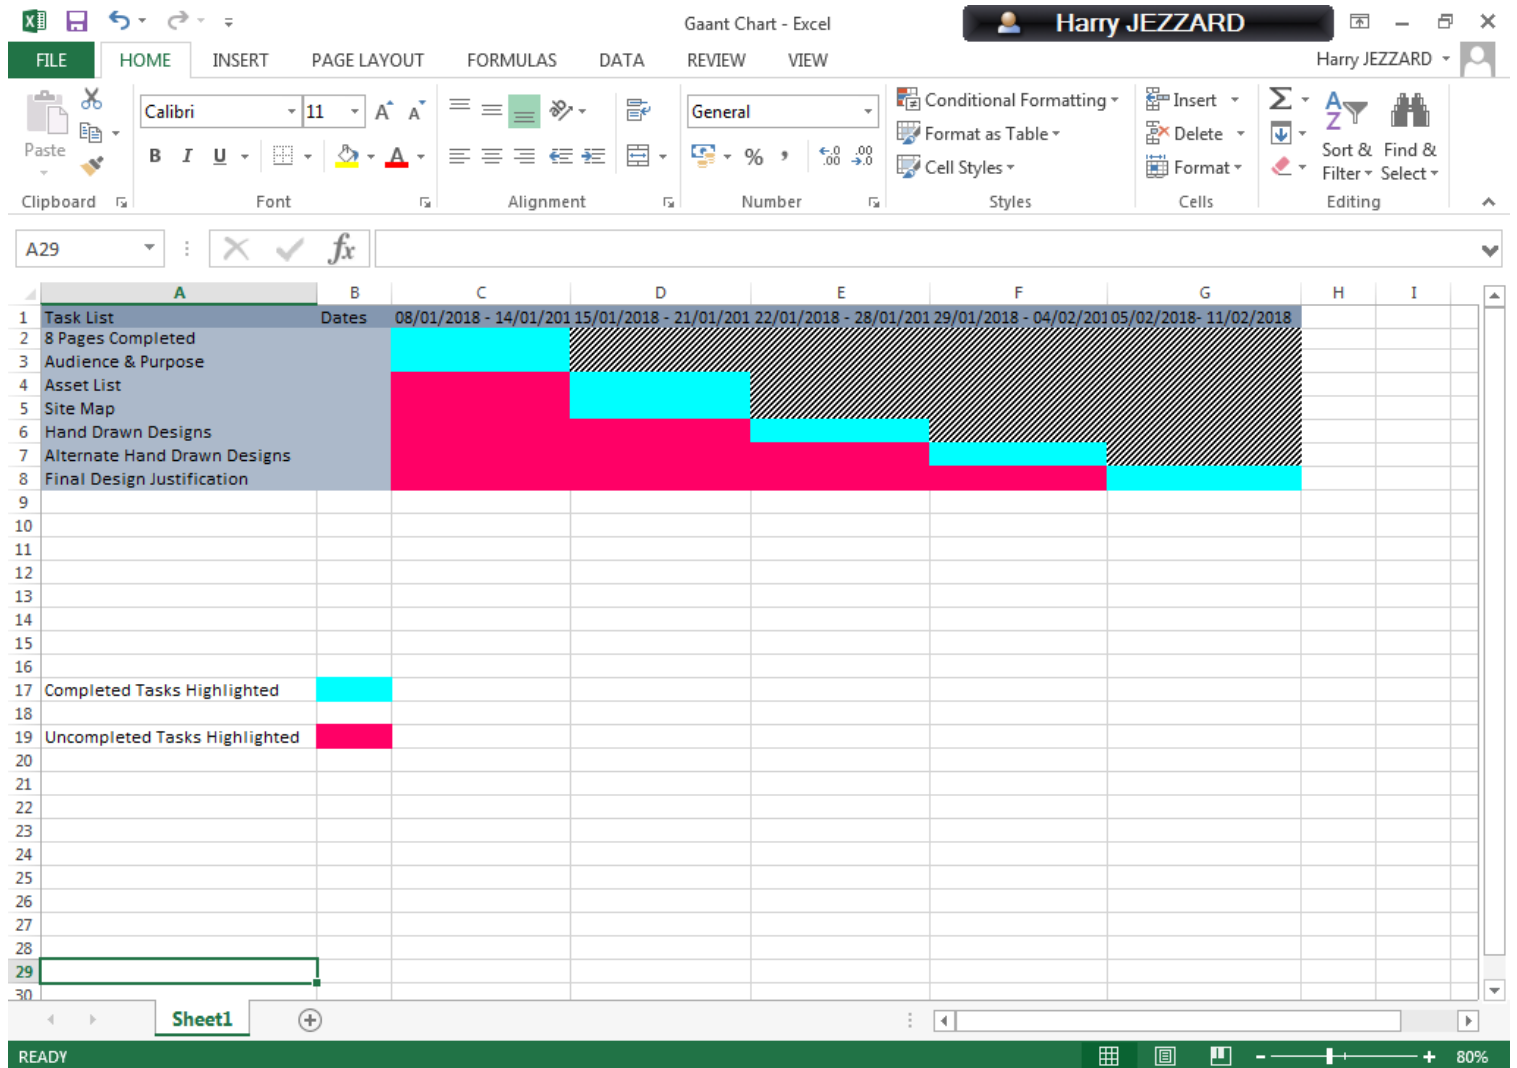 Gaant Chart - Excel
Harry JEZZARD
FILE HOME INSERT PAGE LAYOUT FORMULAS DATA REVIEW VIEW
Harry JEZZARD
Paste
Clipboard
Calibri 11
B I U A
Font
Alignment
General
% ,
Number
Conditional Formatting
Format as Table
Cell Styles
Styles
Insert
Delete
Format
Cells
Sort & Filter
Find & Select
Editing
A29
fx
A B C D E F G H I
1 Task List Dates 08/01/2018 - 14/01/201 15/01/2018 - 21/01/201 22/01/2018 - 28/01/201 29/01/2018 - 04/02/201 05/02/2018- 11/02/2018
2 8 Pages Completed
3 Audience & Purpose
4 Asset List
5 Site Map
6 Hand Drawn Designs
7 Alternate Hand Drawn Designs
8 Final Design Justification
9
10
11
12
13
14
15
16
17 Completed Tasks Highlighted
18
19 Uncompleted Tasks Highlighted
20
21
22
23
24
25
26
27
28
29
30
Sheet1
READY
80%